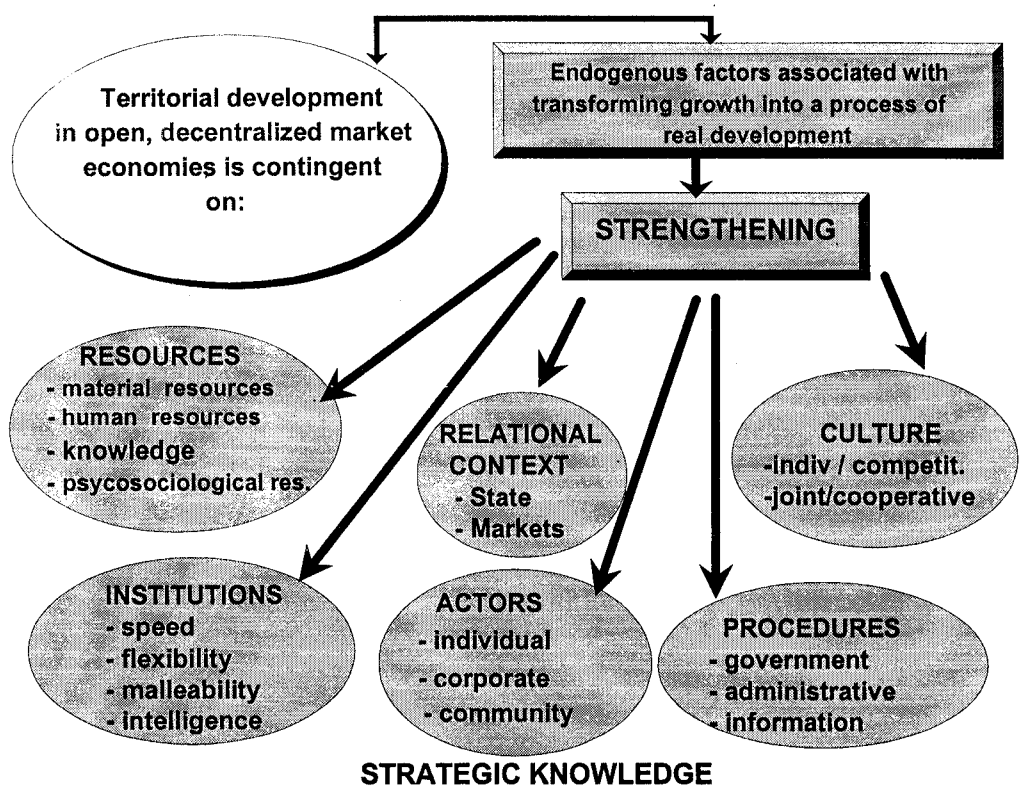 Territorial development
in open, decentralized market
economies is contingent
on:
Endogenous factors associated with
transforming growth into a process of
real development
STRENGTHENING
RESOURCES
- material resources
- human resources
- knowledge
- psycosociological res.
RELATIONAL
CONTEXT
- State
- Markets
CULTURE
-Indiv / competit.
-joint/cooperative
INSTITUTIONS
- speed
- flexibility
- malleability
- intelligence
ACTORS
- individual
- corporate
- community
PROCEDURES
- government
- administrative
- information
STRATEGIC KNOWLEDGE